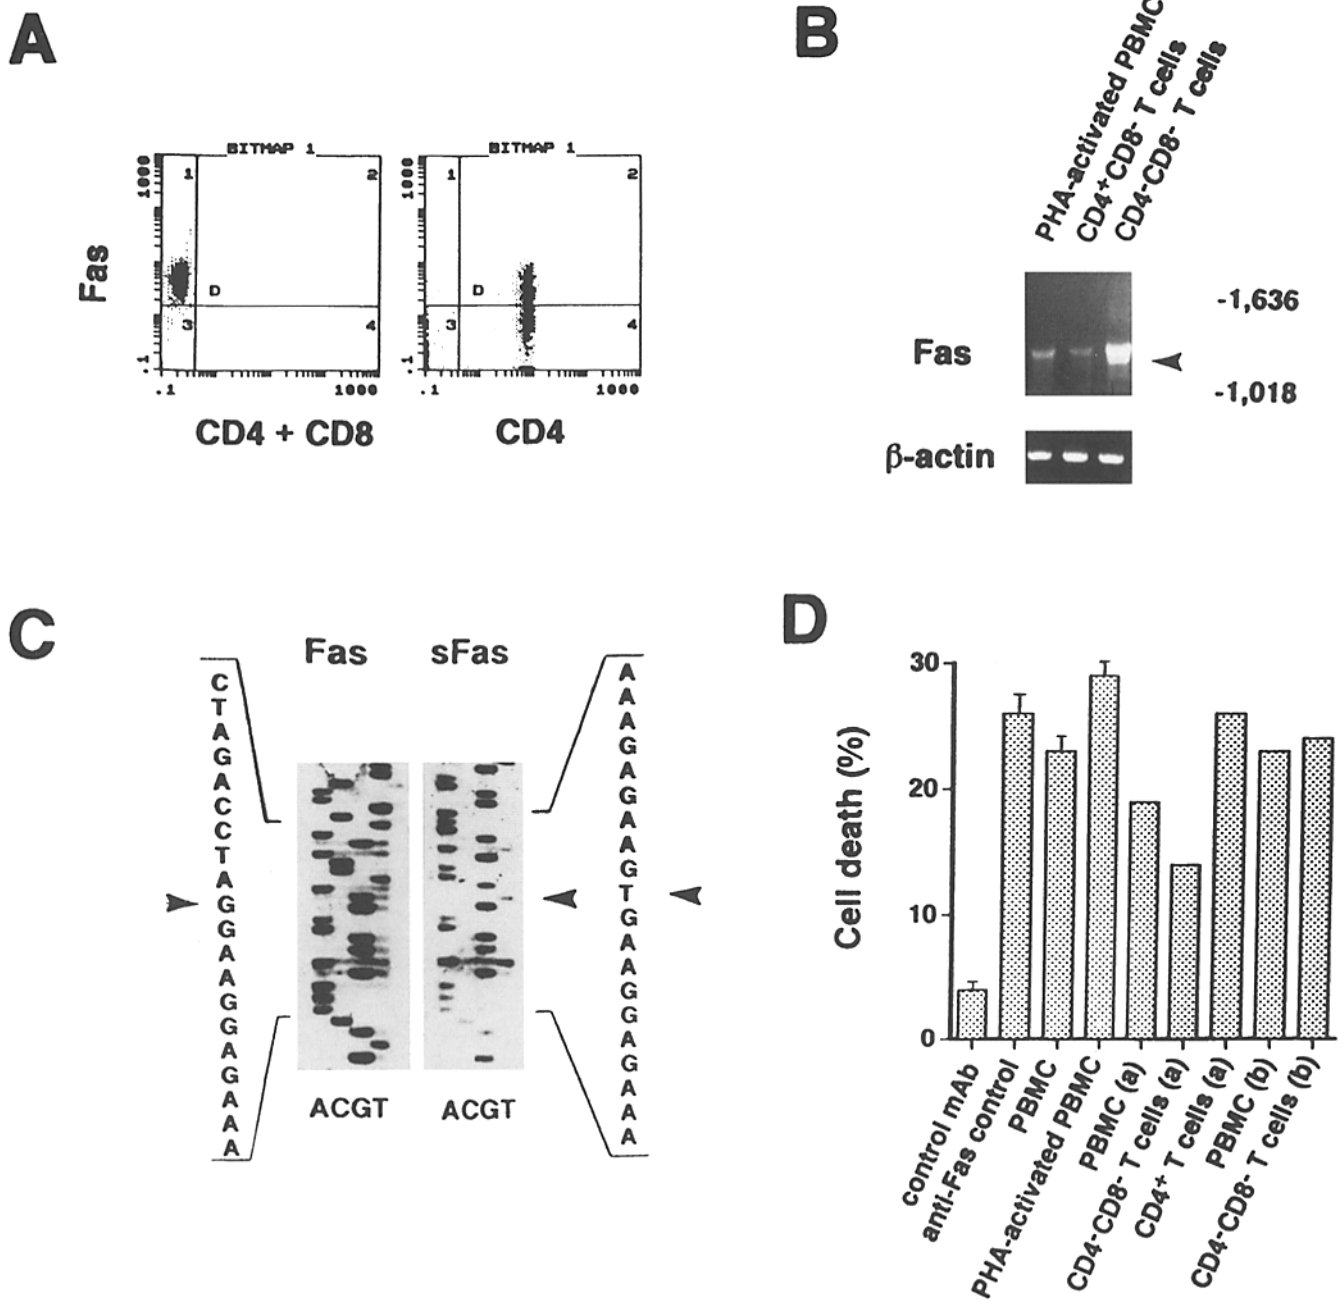 A
BITMAP 1
BITMAP 1
1000
1
2
1000
1
2
Fas
D
D
3
4
3
4
.1
.1
.1
1000
.1
1000
CD4 + CD8
CD4
B
PHA-activated PBMC
CD4+CD8- T cells
CD4-CD8- T cells
-1,636
Fas
-1,018
β-actin
C
Fas
sFas
C
T
A
G
A
C
C
T
A
G
G
A
A
G
G
A
G
A
A
A
A
A
A
G
A
G
A
A
G
T
G
A
A
G
G
A
G
A
A
A
ACGT
ACGT
D
Cell death (%)
30
20
10
0
control mAb
anti-Fas control
PBMC
PHA-activated PBMC
PBMC (a)
CD4-CD8- T cells (a)
CD4+ T cells (a)
PBMC (b)
CD4-CD8- T cells (b)